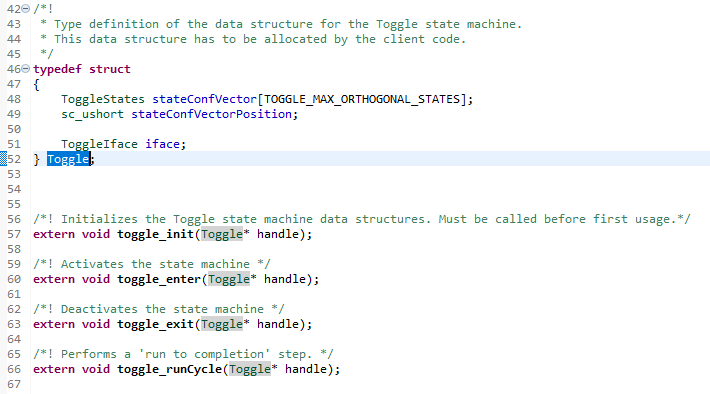 42 /*!
43  * Type definition of the data structure for the Toggle state machine.
44  * This data structure has to be allocated by the client code.
45  */
46 typedef struct
47 {
48     ToggleStates stateConfVector[TOGGLE_MAX_ORTHOGONAL_STATES];
49     sc_ushort stateConfVectorPosition;
50
51     ToggleIface iface;
52 } Toggle;
53
54
55
56 /*! Initializes the Toggle state machine data structures. Must be called before first usage.*/
57 extern void toggle_init(Toggle* handle);
58
59 /*! Activates the state machine */
60 extern void toggle_enter(Toggle* handle);
61
62 /*! Deactivates the state machine */
63 extern void toggle_exit(Toggle* handle);
64
65 /*! Performs a 'run to completion' step. */
66 extern void toggle_runCycle(Toggle* handle);
67